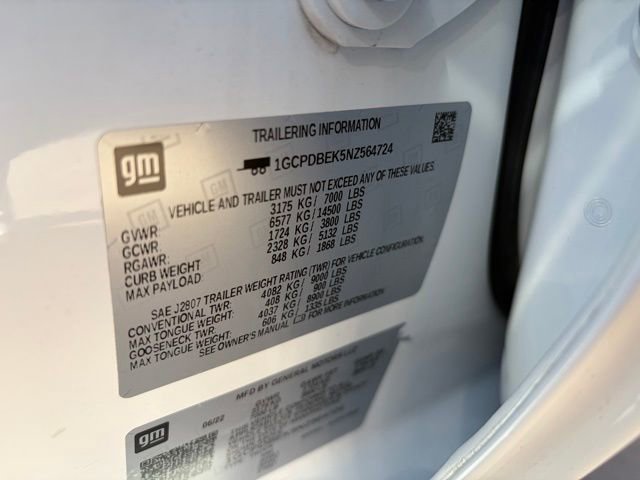 TRAILERING INFORMATION
gm
1GCPDBEK5NZ564724
VEHICLE AND TRAILER MUST NOT EXCEED ANY OF THESE RATINGS
GVWR: 3175 KG / 7000 LBS
GCWR: 6577 KG / 14500 LBS
RGAWR: 1724 KG / 3800 LBS
CURB WEIGHT 2328 KG / 5132 LBS
MAX PAYLOAD: 848 KG / 1868 LBS
SAE J2807 TRAILER WEIGHT RATING (TWR) FOR VEHICLE CONFIGURATION
CONVENTIONAL TWR: 4082 KG / 9000 LBS
MAX TONGUE WEIGHT: 408 KG / 900 LBS
GOOSENECK TWR: 4037 KG / 8900 LBS
MAX TONGUE WEIGHT: 606 KG / 1335 LBS
SEE OWNER'S MANUAL FOR MORE INFORMATION
MFD BY GENERAL MOTORS LLC
06/22
GVWR
gm